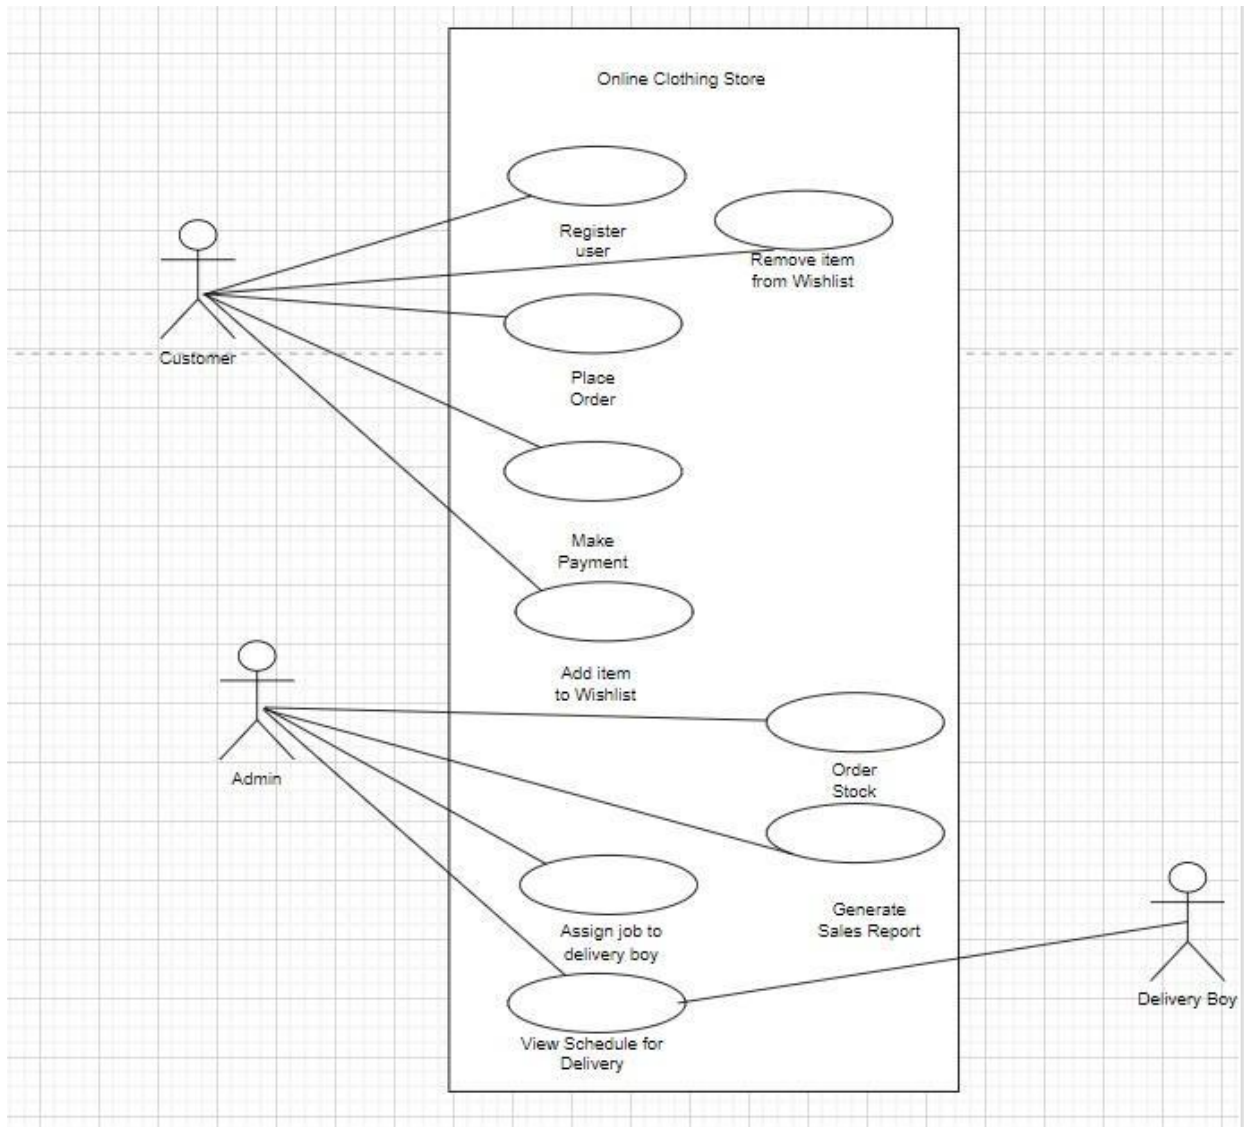 Online Clothing Store
Register
user
Remove item
from Wishlist
Customer
Place
Order
Make
Payment
Add item
to Wishlist
Admin
Order
Stock
Generate
Sales Report
Assign job to
delivery boy
Delivery Boy
View Schedule for
Delivery